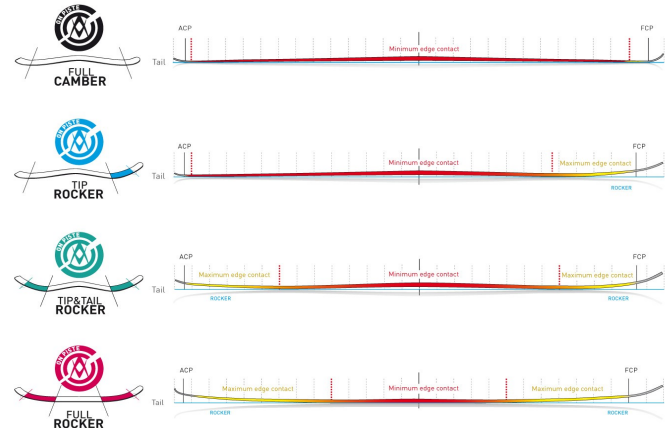 ON PISTE
FULL
CAMBER
ACP
FCP
Minimum edge contact
Tail
ON PISTE
TIP
ROCKER
ACP
FCP
Minimum edge contact
Maximum edge contact
Tail
ROCKER
ON PISTE
TIP&TAIL
ROCKER
ACP
FCP
Maximum edge contact
Minimum edge contact
Maximum edge contact
Tail
ROCKER
ROCKER
ON PISTE
FULL
ROCKER
ACP
FCP
Maximum edge contact
Minimum edge contact
Maximum edge contact
Tail
ROCKER
ROCKER